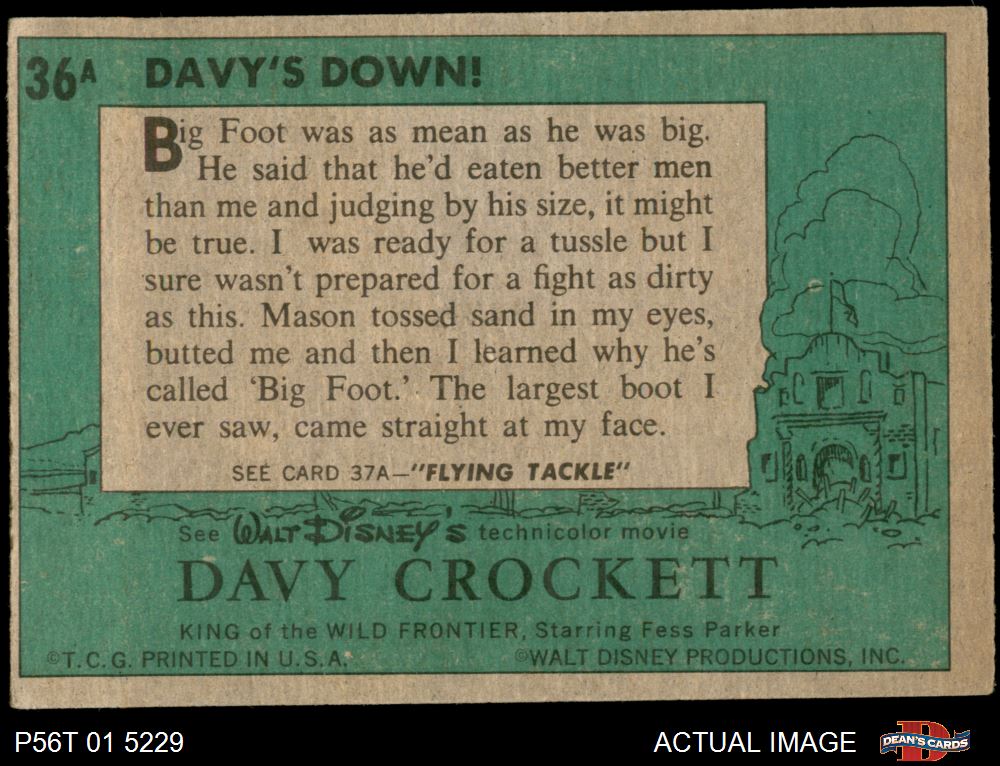 36A DAVY'S DOWN!
Big Foot was as mean as he was big.
He said that he'd eaten better men
than me and judging by his size, it might
be true. I was ready for a tussle but I
sure wasn't prepared for a fight as dirty
as this. Mason tossed sand in my eyes,
butted me and then I learned why he's
called 'Big Foot.' The largest boot I
ever saw, came straight at my face.
SEE CARD 37A—"FLYING TACKLE"
See WALT DISNEY'S technicolor movie
DAVY CROCKETT
KING of the WILD FRONTIER, Starring Fess Parker
©T.C.G. PRINTED IN U.S.A. ©WALT DISNEY PRODUCTIONS, INC.
P56T 01 5229 ACTUAL IMAGE DEAN'S CARDS